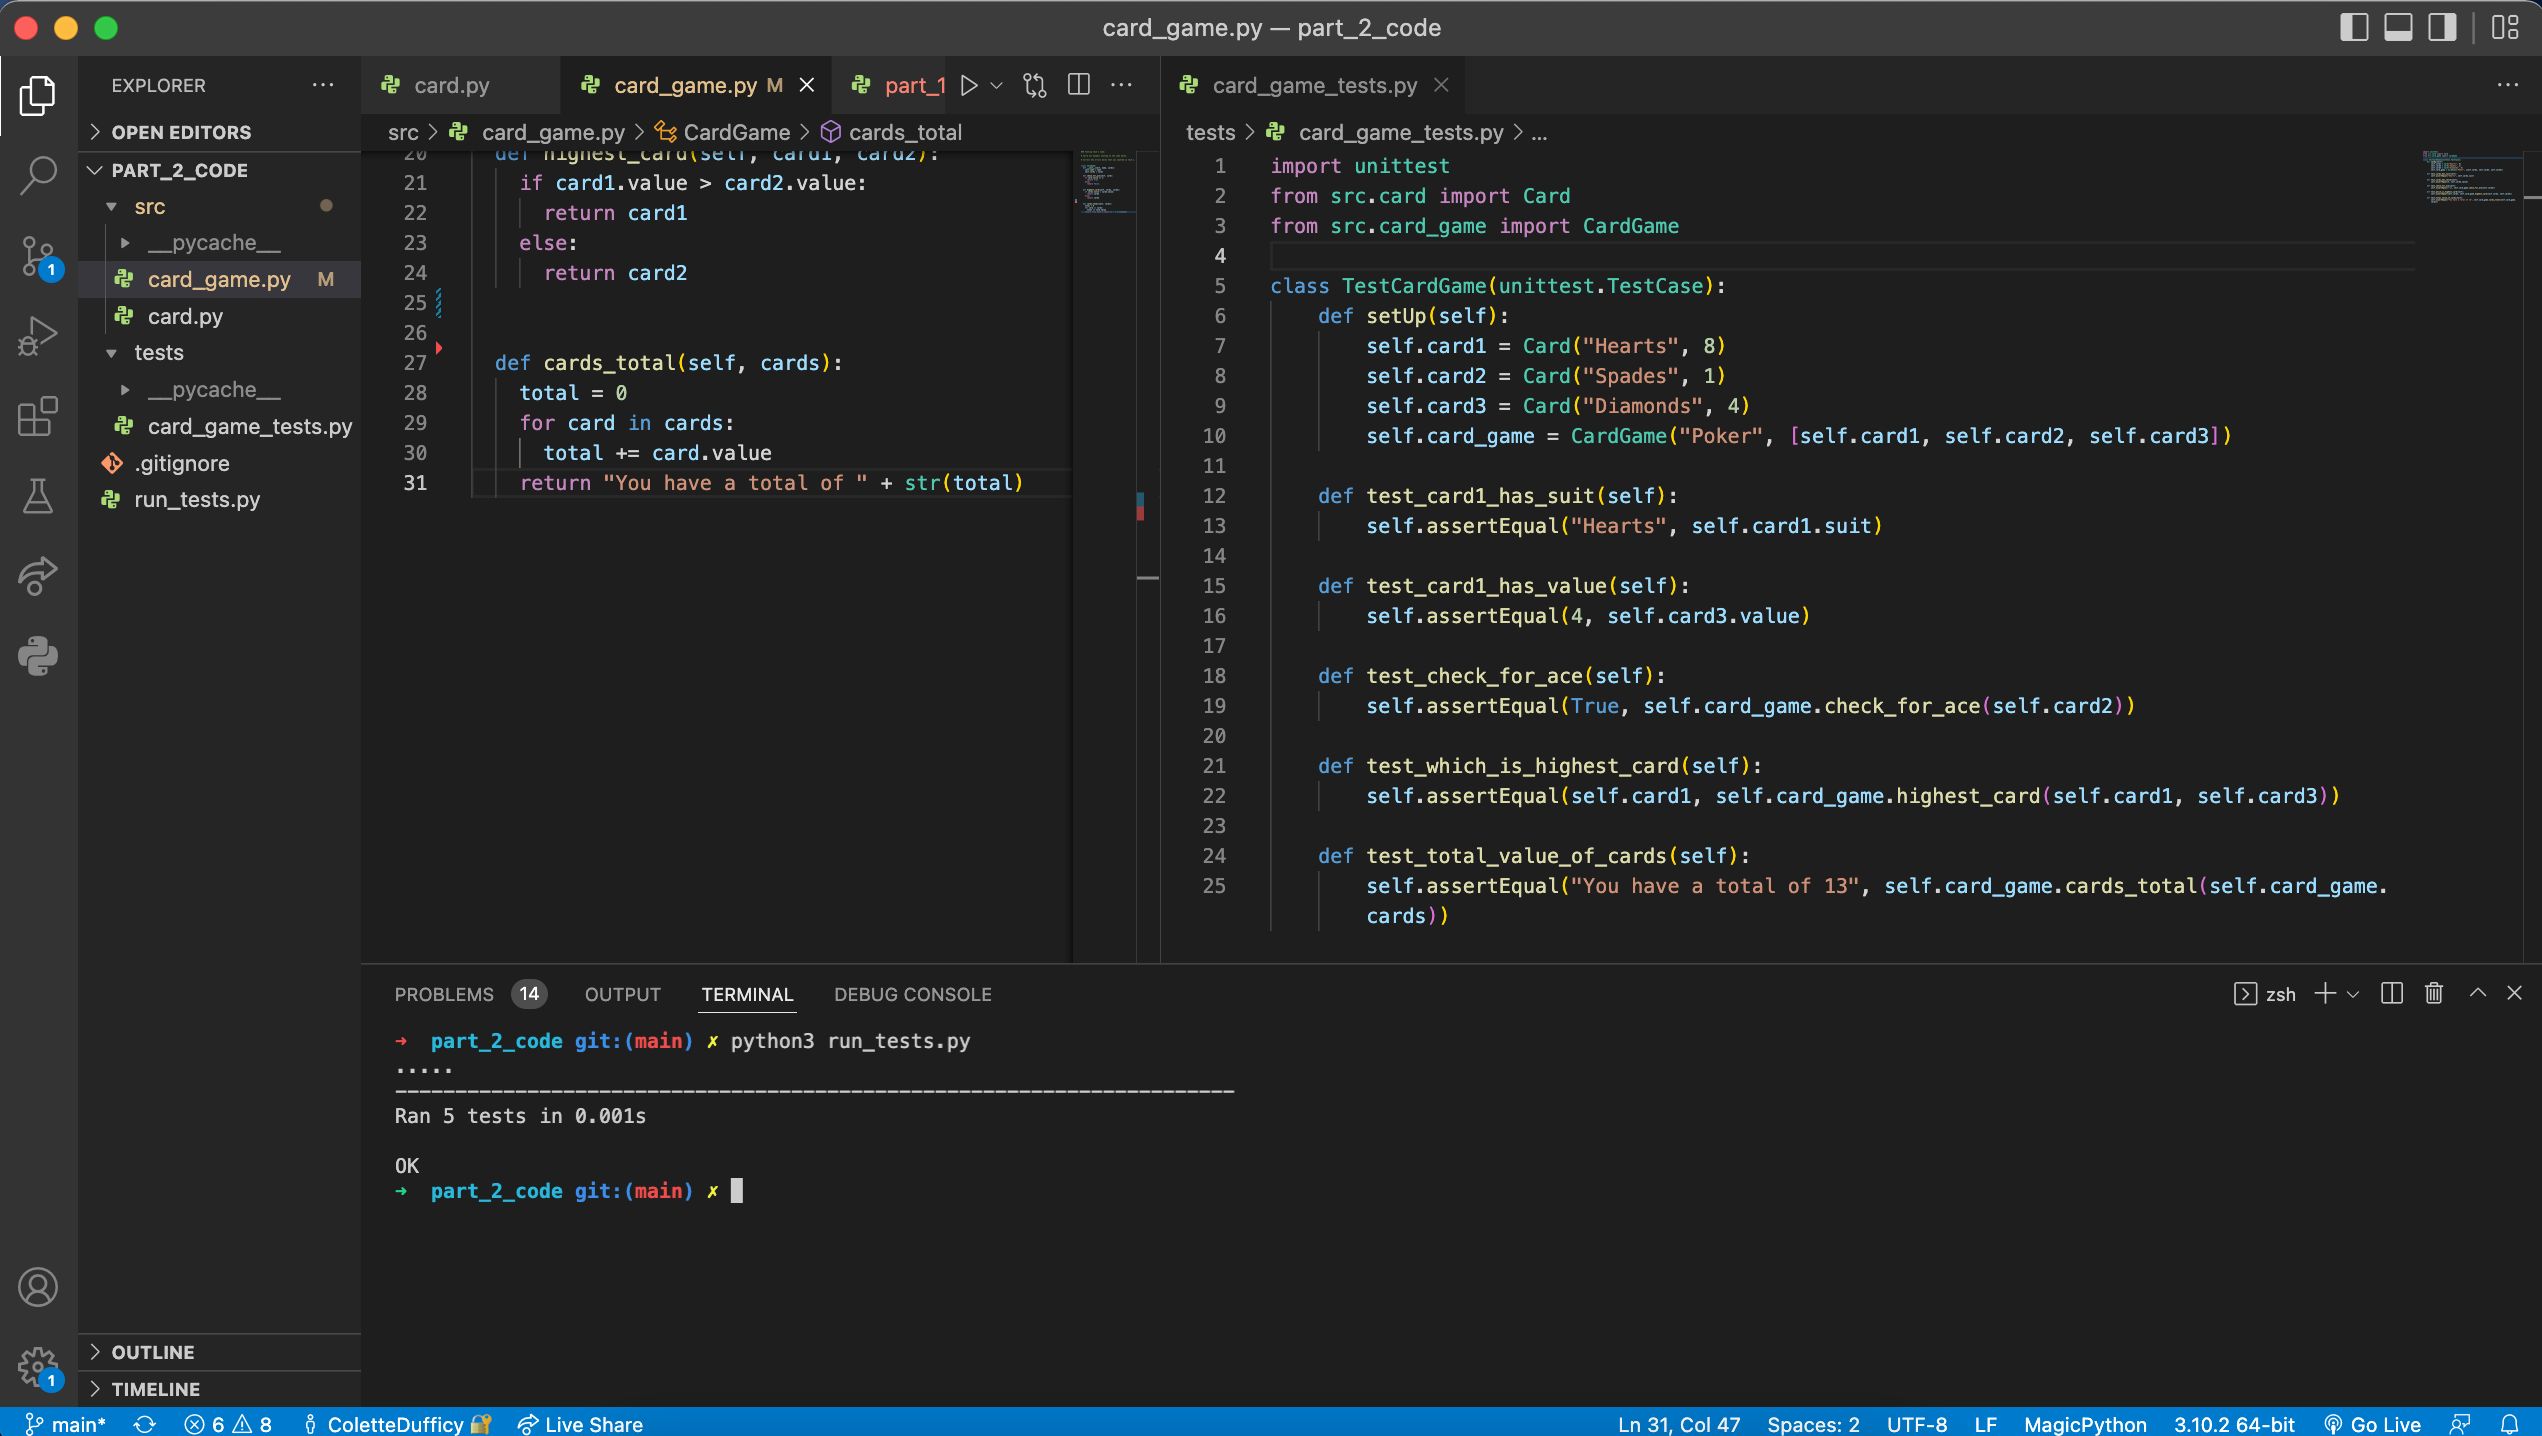 card_game.py — part_2_code
EXPLORER
OPEN EDITORS
PART_2_CODE
src
__pycache__
card_game.py M
card.py
tests
__pycache__
card_game_tests.py
.gitignore
run_tests.py
OUTLINE
TIMELINE
1
1
card.py
card_game.py M
part_1
src > card_game.py > CardGame > cards_total
20 def highest_card(self, card1, card2):
21 if card1.value > card2.value:
22 return card1
23 else:
24 return card2
25
26
27 def cards_total(self, cards):
28 total = 0
29 for card in cards:
30 total += card.value
31 return "You have a total of " + str(total)
card_game_tests.py
tests > card_game_tests.py > ...
1 import unittest
2 from src.card import Card
3 from src.card_game import CardGame
4
5 class TestCardGame(unittest.TestCase):
6 def setUp(self):
7 self.card1 = Card("Hearts", 8)
8 self.card2 = Card("Spades", 1)
9 self.card3 = Card("Diamonds", 4)
10 self.card_game = CardGame("Poker", [self.card1, self.card2, self.card3])
11
12 def test_card1_has_suit(self):
13 self.assertEqual("Hearts", self.card1.suit)
14
15 def test_card1_has_value(self):
16 self.assertEqual(4, self.card3.value)
17
18 def test_check_for_ace(self):
19 self.assertEqual(True, self.card_game.check_for_ace(self.card2))
20
21 def test_which_is_highest_card(self):
22 self.assertEqual(self.card1, self.card_game.highest_card(self.card1, self.card3))
23
24 def test_total_value_of_cards(self):
25 self.assertEqual("You have a total of 13", self.card_game.cards_total(self.card_game.
cards))
PROBLEMS 14 OUTPUT TERMINAL DEBUG CONSOLE
zsh
➜ part_2_code git:(main) ✗ python3 run_tests.py
.....
----------------------------------------------------------------------
Ran 5 tests in 0.001s
OK
➜ part_2_code git:(main) ✗
main* 6 8 ColetteDufficy Live Share
Ln 31, Col 47 Spaces: 2 UTF-8 LF MagicPython 3.10.2 64-bit Go Live